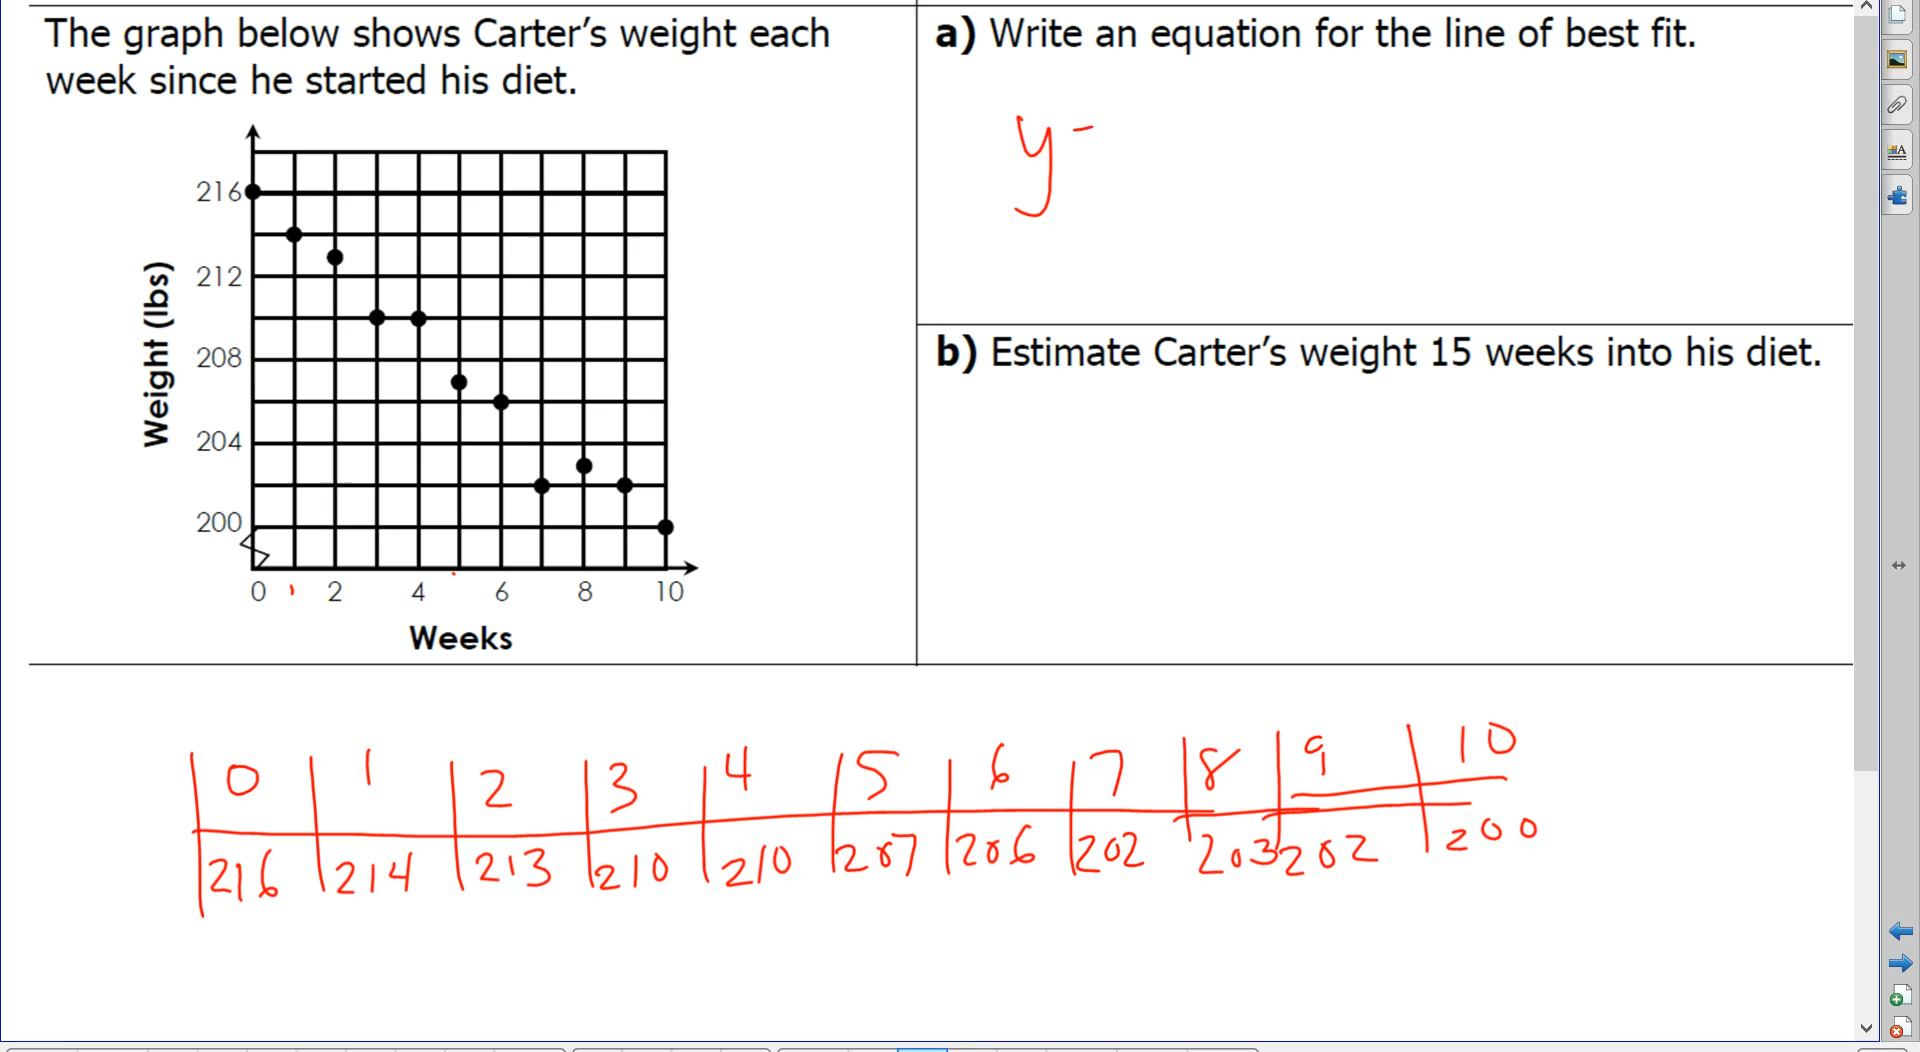 The graph below shows Carter's weight each
week since he started his diet.
216
212
208
204
200
Weight (lbs)
0 2 4 6 8 10
Weeks
a) Write an equation for the line of best fit.
y -
b) Estimate Carter's weight 15 weeks into his diet.
0 1 2 3 4 5 6 7 8 9 10
216 214 213 210 210 207 206 202 203 202 200